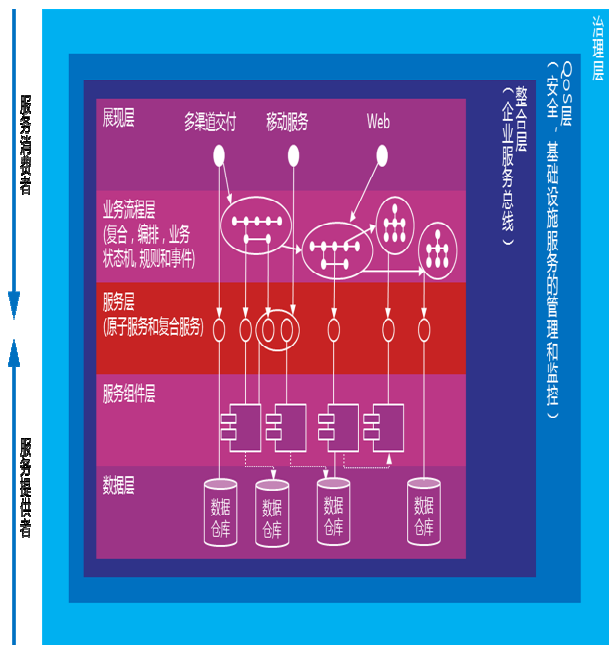 服务消费者
服务提供者
展现层
多渠道交付
移动服务
Web
业务流程层
(复合，编排，业务
状态机, 规则和事件)
服务层
(原子服务和复合服务)
服务组件层
数据层
数据
仓库
数据
仓库
数据
仓库
数据
仓库
整合层
(企业服务总线)
QoS层
(安全，基础设施服务的管理和监控)
治理层